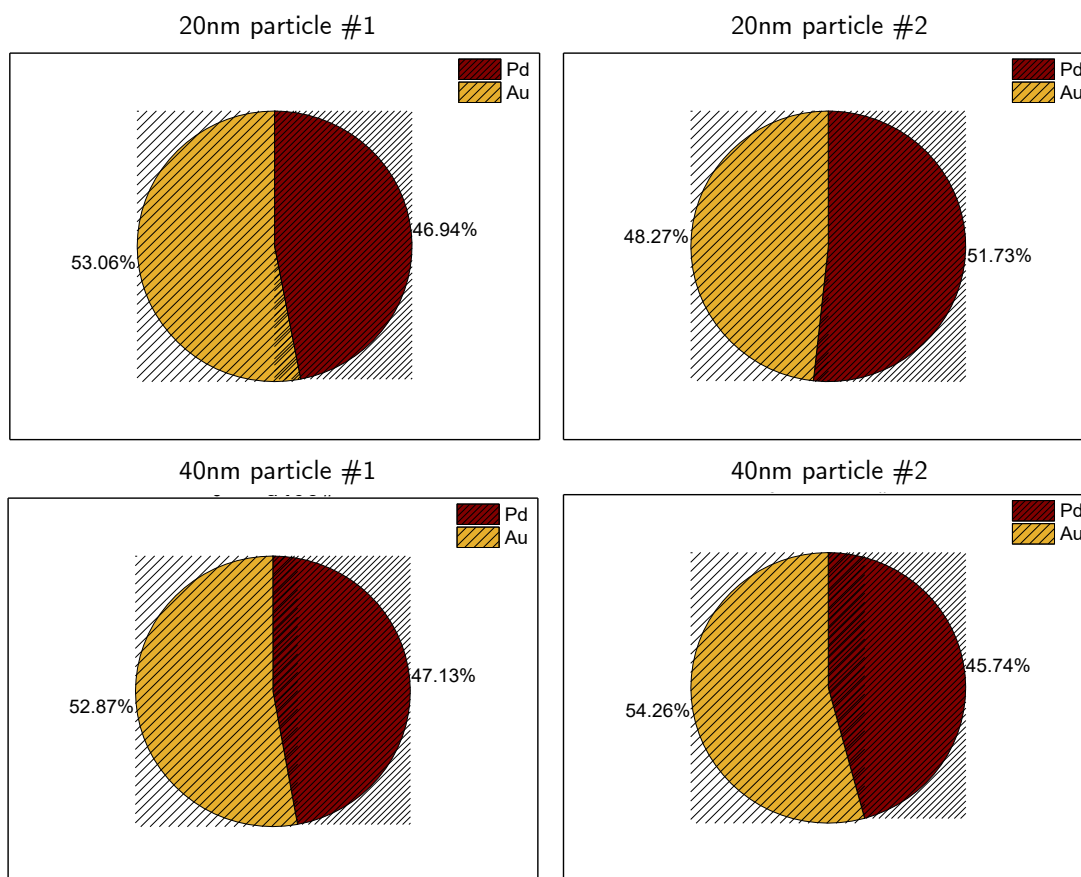 20nm particle #1
Pd
Au
46.94%
53.06%
20nm particle #2
Pd
Au
48.27%
51.73%
40nm particle #1
Pd
Au
47.13%
52.87%
40nm particle #2
Pd
Au
45.74%
54.26%